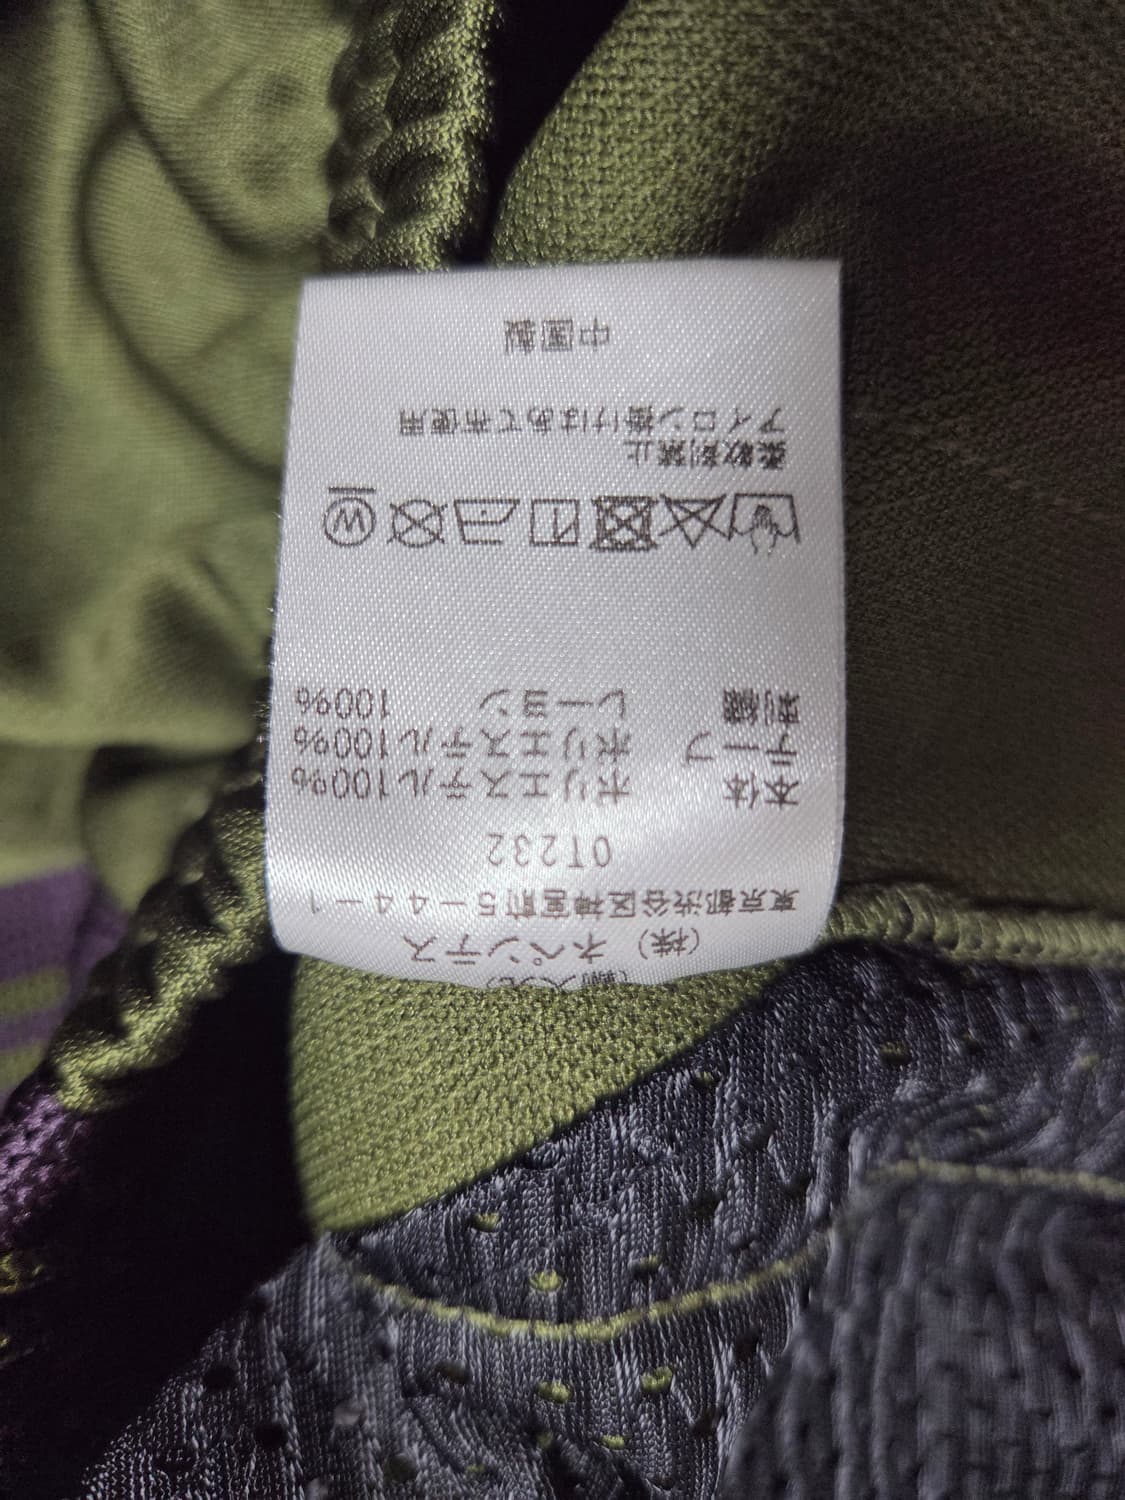 (株) ネペンテス
東京都渋谷区神宮前5-44-1
OT232
本体 ポリエステル100%
テープ ポリエステル100%
刺繍 レーヨン 100%
W
柔軟剤禁止
アイロン掛けはあて布使用
中国製